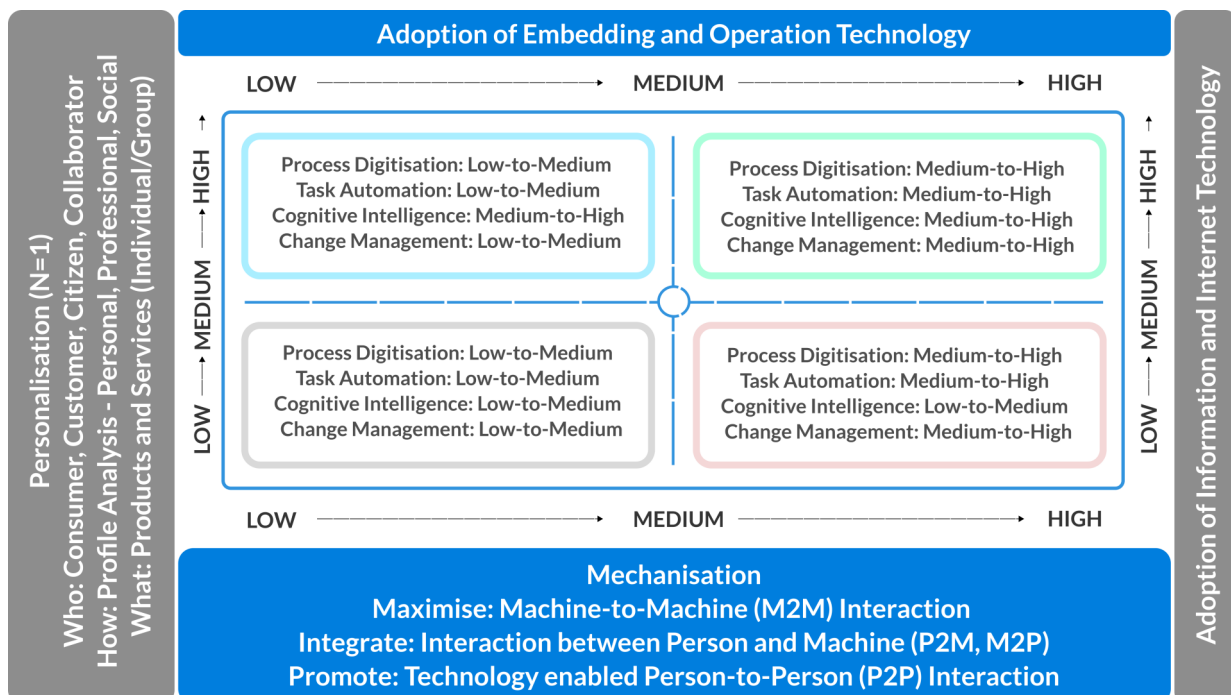 Adoption of Embedding and Operation Technology
LOW
MEDIUM
HIGH
Personalisation (N=1)
Who: Consumer, Customer, Citizen, Collaborator
How: Profile Analysis - Personal, Professional, Social
What: Products and Services (Individual/Group)
HIGH
MEDIUM
LOW
Process Digitisation: Low-to-Medium
Task Automation: Low-to-Medium
Cognitive Intelligence: Medium-to-High
Change Management: Low-to-Medium
Process Digitisation: Medium-to-High
Task Automation: Medium-to-High
Cognitive Intelligence: Medium-to-High
Change Management: Medium-to-High
Process Digitisation: Low-to-Medium
Task Automation: Low-to-Medium
Cognitive Intelligence: Low-to-Medium
Change Management: Low-to-Medium
Process Digitisation: Medium-to-High
Task Automation: Medium-to-High
Cognitive Intelligence: Low-to-Medium
Change Management: Medium-to-High
HIGH
MEDIUM
LOW
Adoption of Information and Internet Technology
LOW
MEDIUM
HIGH
Mechanisation
Maximise: Machine-to-Machine (M2M) Interaction
Integrate: Interaction between Person and Machine (P2M, M2P)
Promote: Technology enabled Person-to-Person (P2P) Interaction